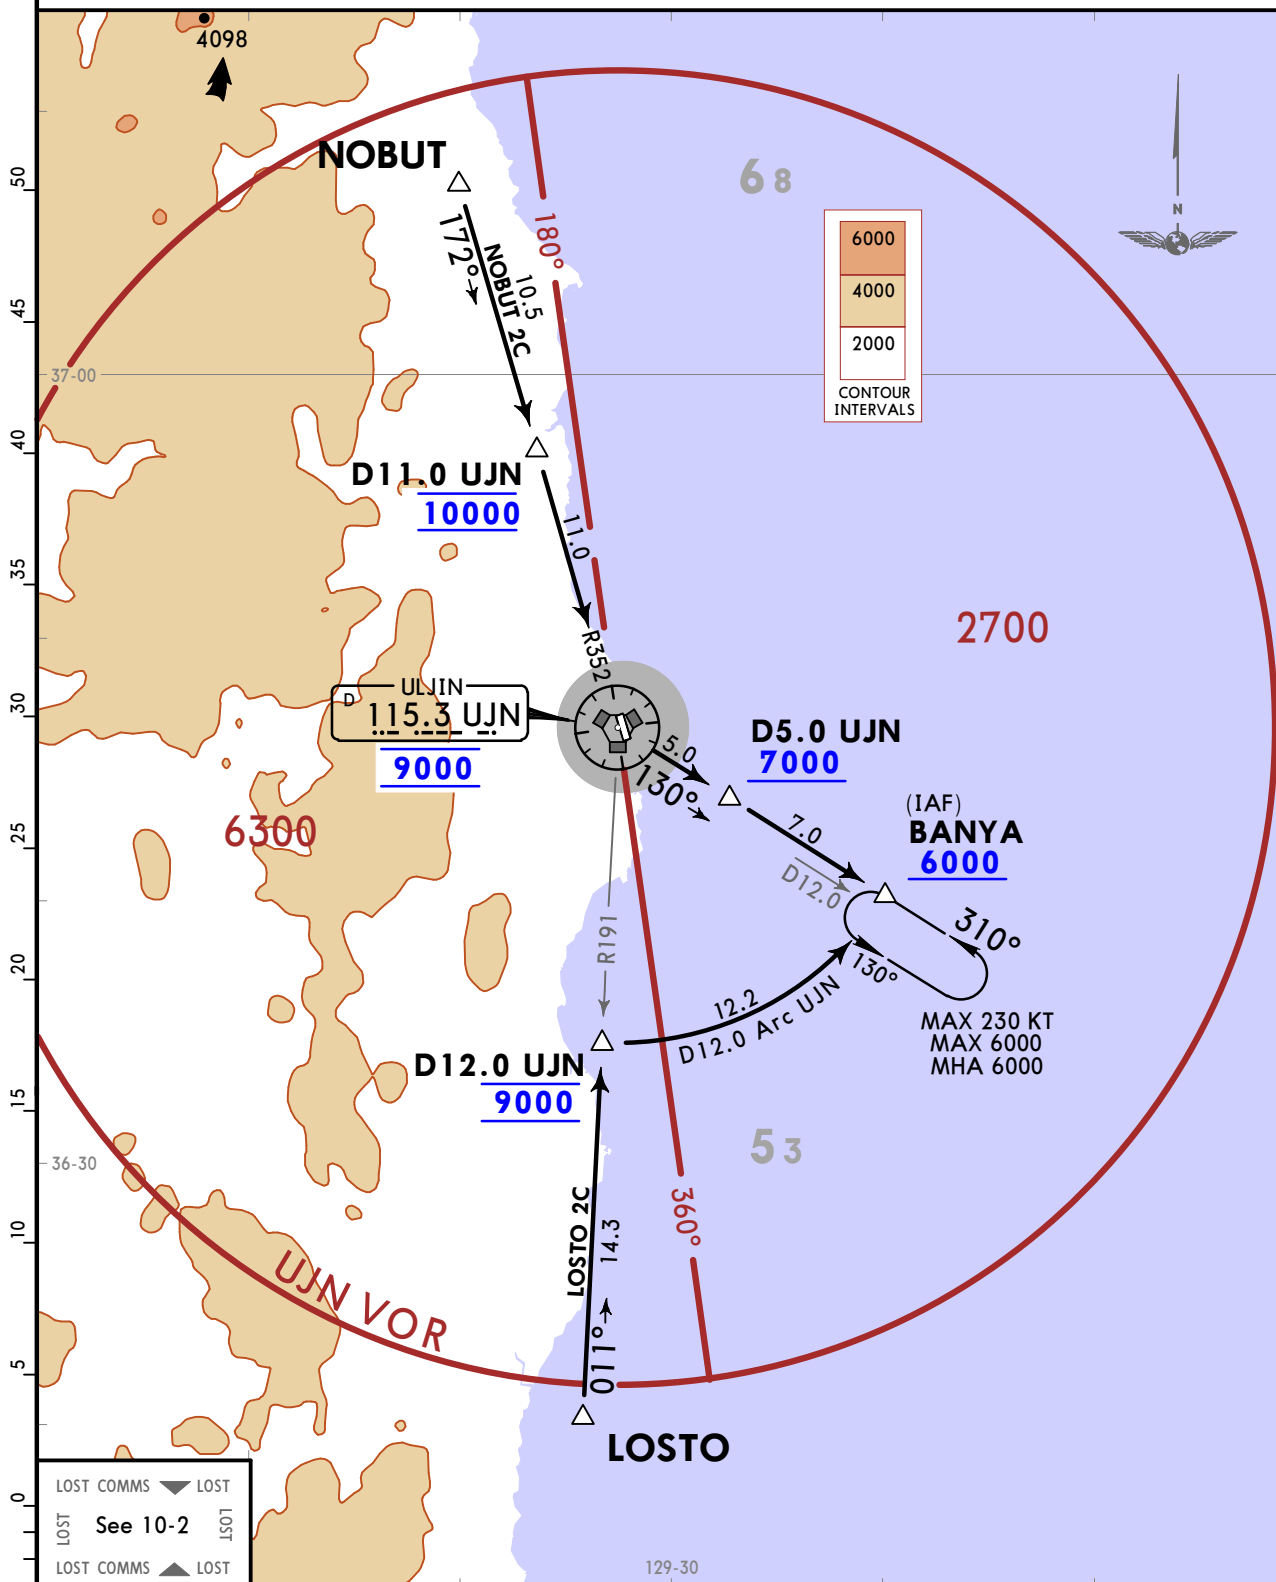 4098
NOBUT
68
N
6000
4000
2000
CONTOUR
INTERVALS
50
45
40
35
30
25
20
15
10
5
0
180°
172°
NOBUT 2C
10.5
37-00
D11.0 UJN
10000
11.0
R352
2700
ULJIN
D
115.3 UJN
9000
5.0
130°
D5.0 UJN
7000
6300
7.0
D12.0
(IAF)
BANYA
6000
310°
130°
MAX 230 KT
MAX 6000
MHA 6000
R191
12.2
D12.0 Arc UJN
D12.0 UJN
9000
53
36-30
LOSTO 2C
14.3
011°
360°
UJN VOR
LOSTO
LOST COMMS LOST
LOST
See 10-2
LOST
LOST COMMS LOST
129-30